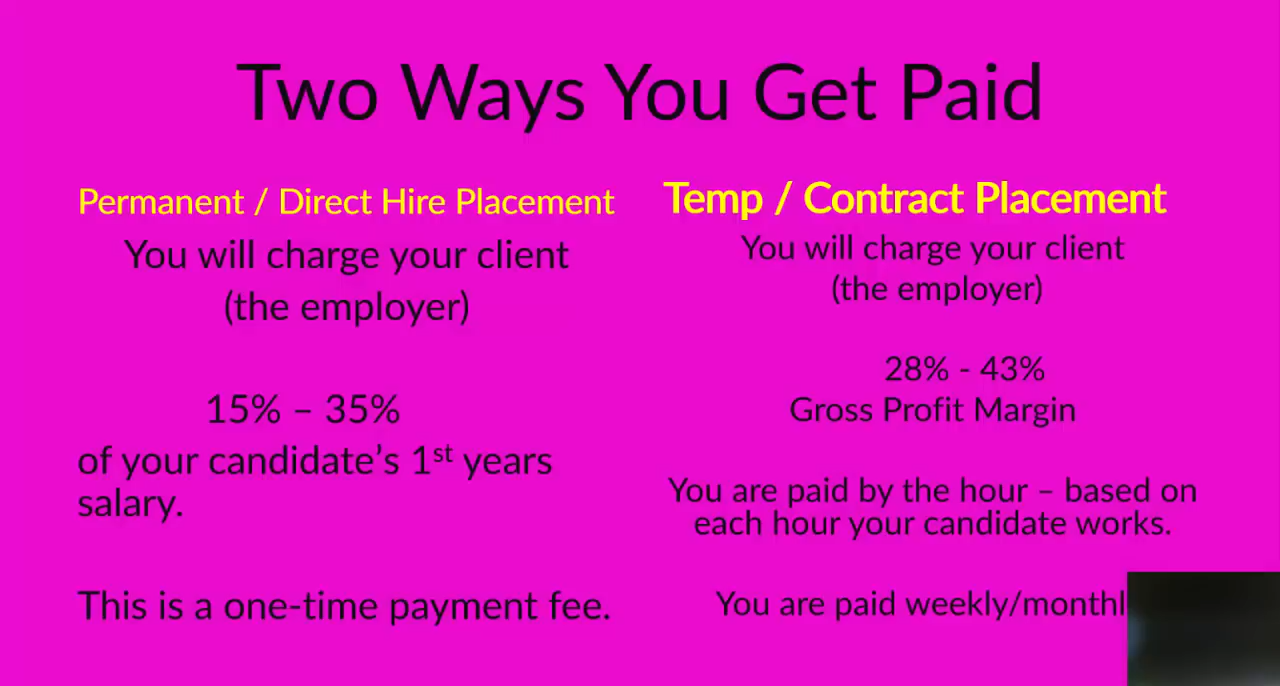 Two Ways You Get Paid
Permanent / Direct Hire Placement
You will charge your client
(the employer)
15% – 35%
of your candidate’s 1st years
salary.
This is a one-time payment fee.
Temp / Contract Placement
You will charge your client
(the employer)
28% - 43%
Gross Profit Margin
You are paid by the hour – based on
each hour your candidate works.
You are paid weekly/monthl